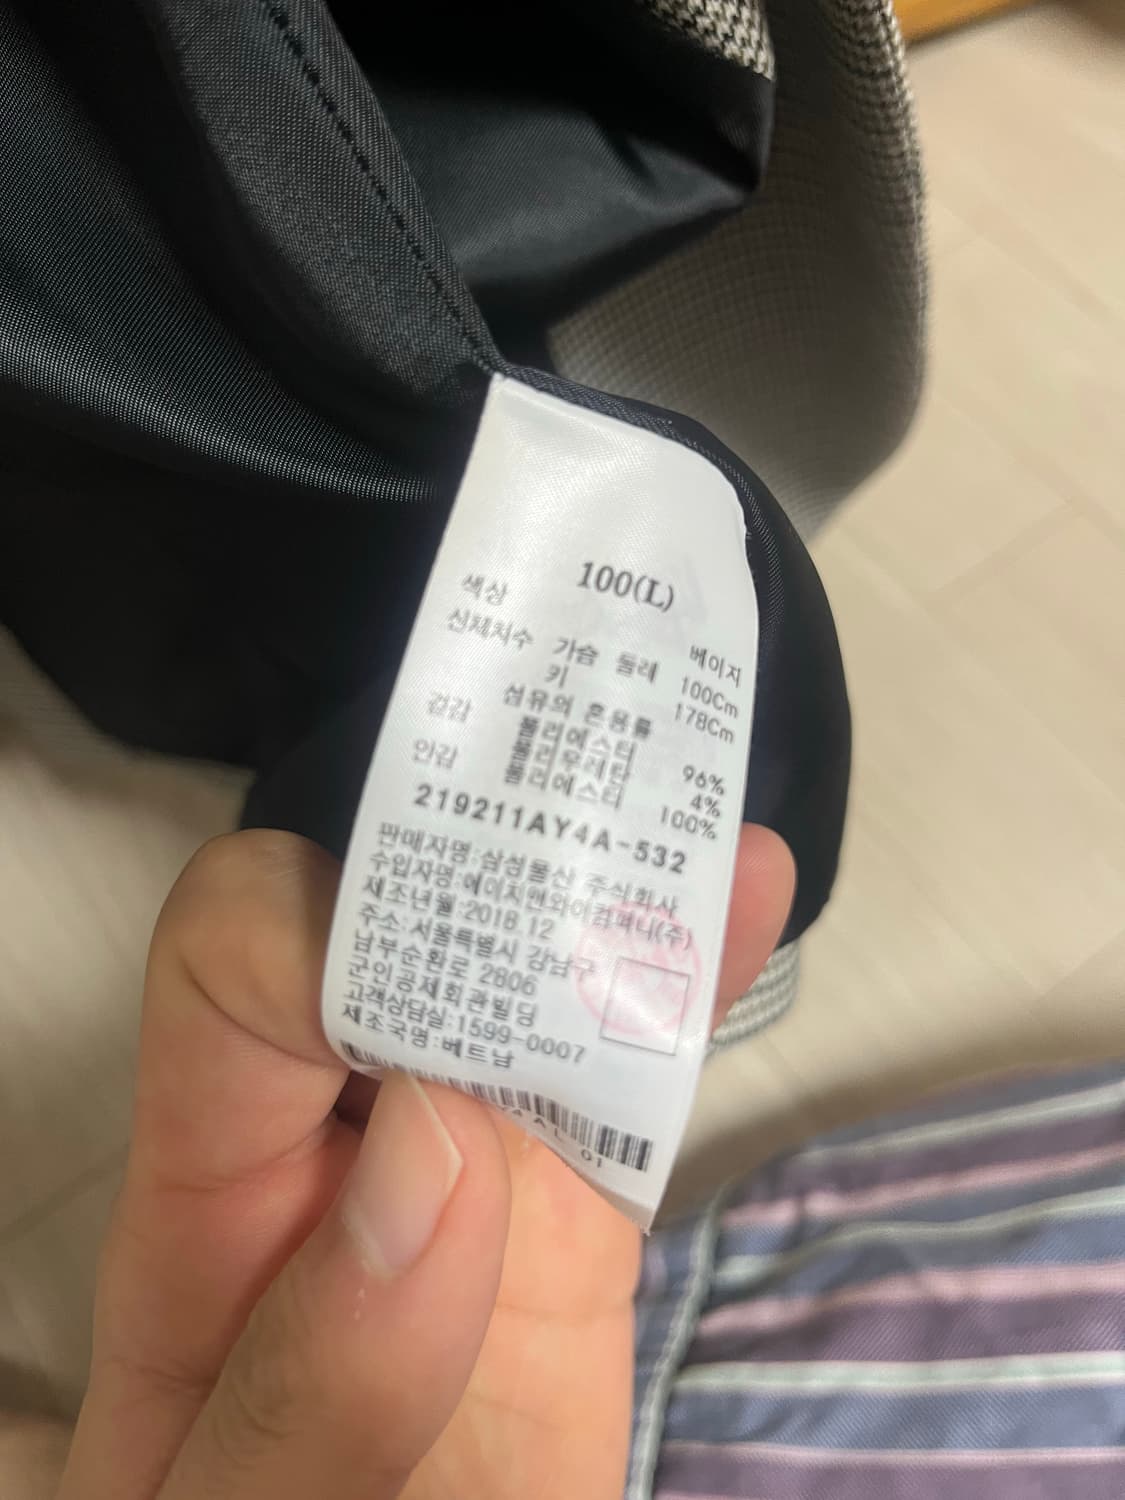 100(L)
색상 베이지
신체치수 가슴 둘레 100Cm
키 178Cm
섬유의 혼용률
겉감 폴리에스터 96%
폴리우레탄 4%
안감 폴리에스터 100%
219211AY4A-532
판매자명:삼성물산 주식회사
수입자명:에이치앤와이컴퍼니(주)
제조년월:2018.12
주소:서울특별시 강남구
남부순환로 2806
군인공제회관빌딩
고객상담실:1599-0007
제조국명:베트남
01